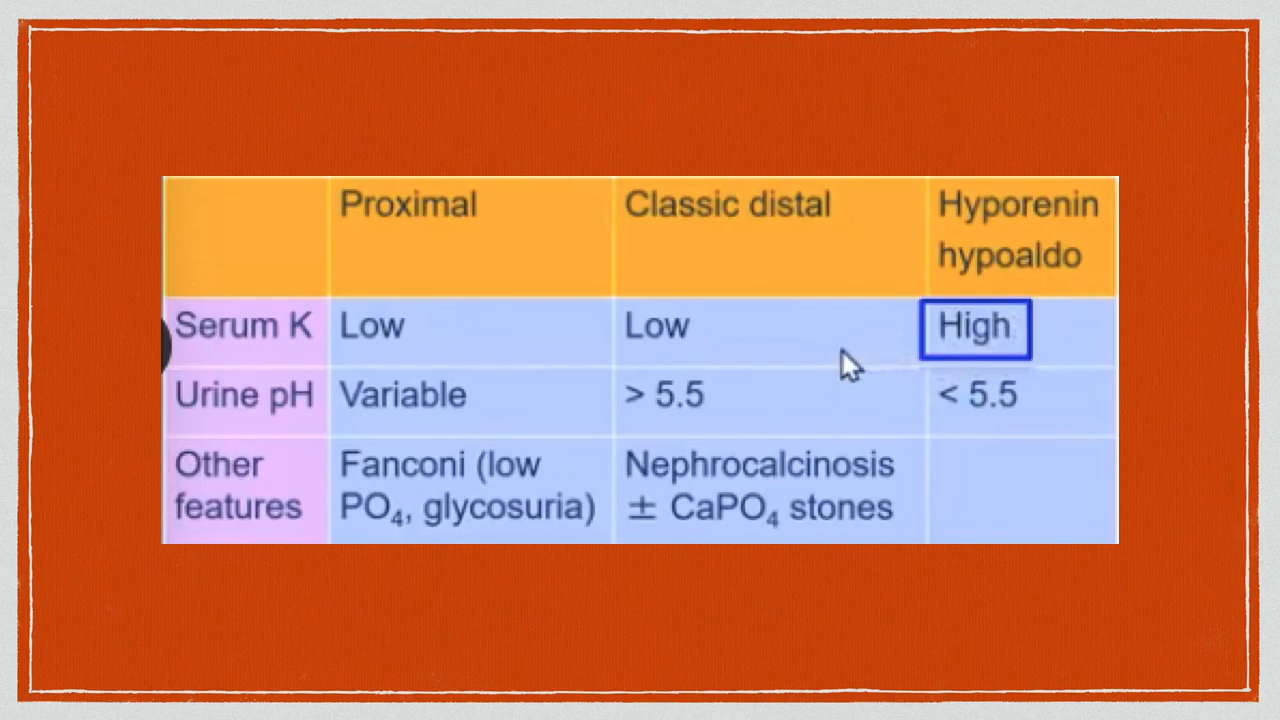 Proximal Classic distal Hyporenin
hypoaldo
Serum K Low Low High
Urine pH Variable > 5.5 < 5.5
Other Fanconi (low Nephrocalcinosis
features PO₄, glycosuria) ± CaPO₄ stones